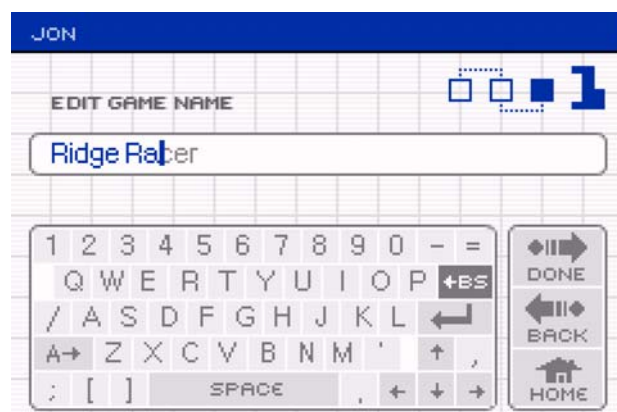 JON
EDIT GAME NAME
Ridge Racer
1 2 3 4 5 6 7 8 9 0 - =
Q W E R T Y U I O P ←BS
DONE
/ A S D F G H J K L ↵
BACK
A→ Z X C V B N M ' ↑ ,
; [ ] SPACE . ← ↓ →
HOME